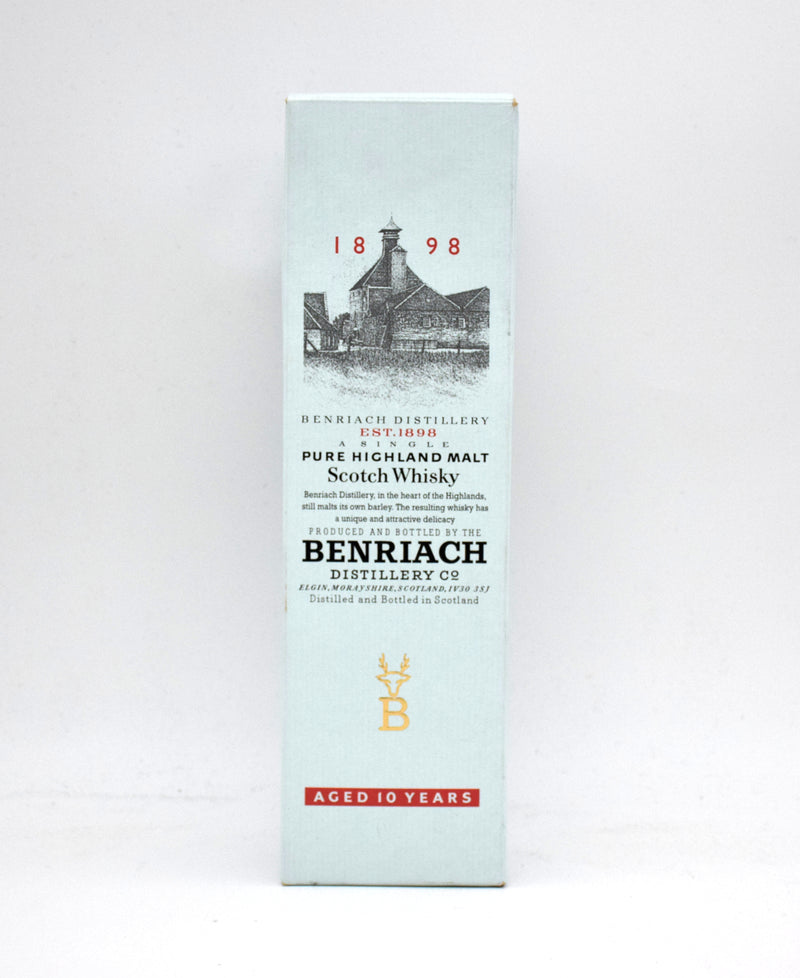 18 98
BENRIACH DISTILLERY
EST.1898
A SINGLE
PURE HIGHLAND MALT
Scotch Whisky
Benriach Distillery, in the heart of the Highlands,
still malts its own barley. The resulting whisky has
a unique and attractive delicacy
PRODUCED AND BOTTLED BY THE
BENRIACH
DISTILLERY CO
ELGIN, MORAYSHIRE, SCOTLAND, IV30 3SJ
Distilled and Bottled in Scotland
B
AGED 10 YEARS